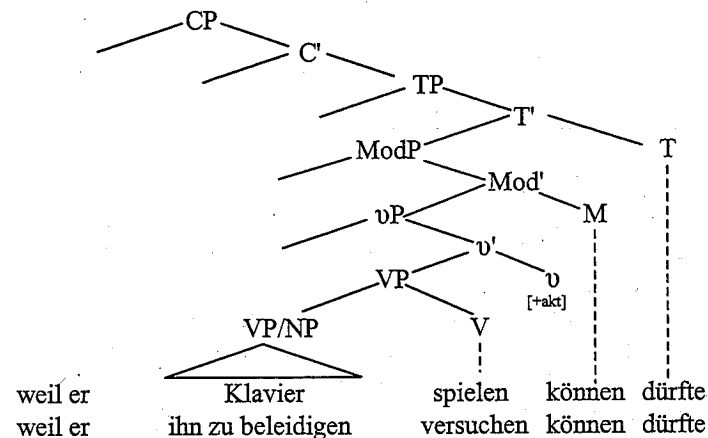 CP
C'
TP
T'
ModP
T
Mod'
υP
M
υ'
VP
υ
[+akt]
VP/NP
V
weil er Klavier spielen können dürfte
weil er ihn zu beleidigen versuchen können dürfte